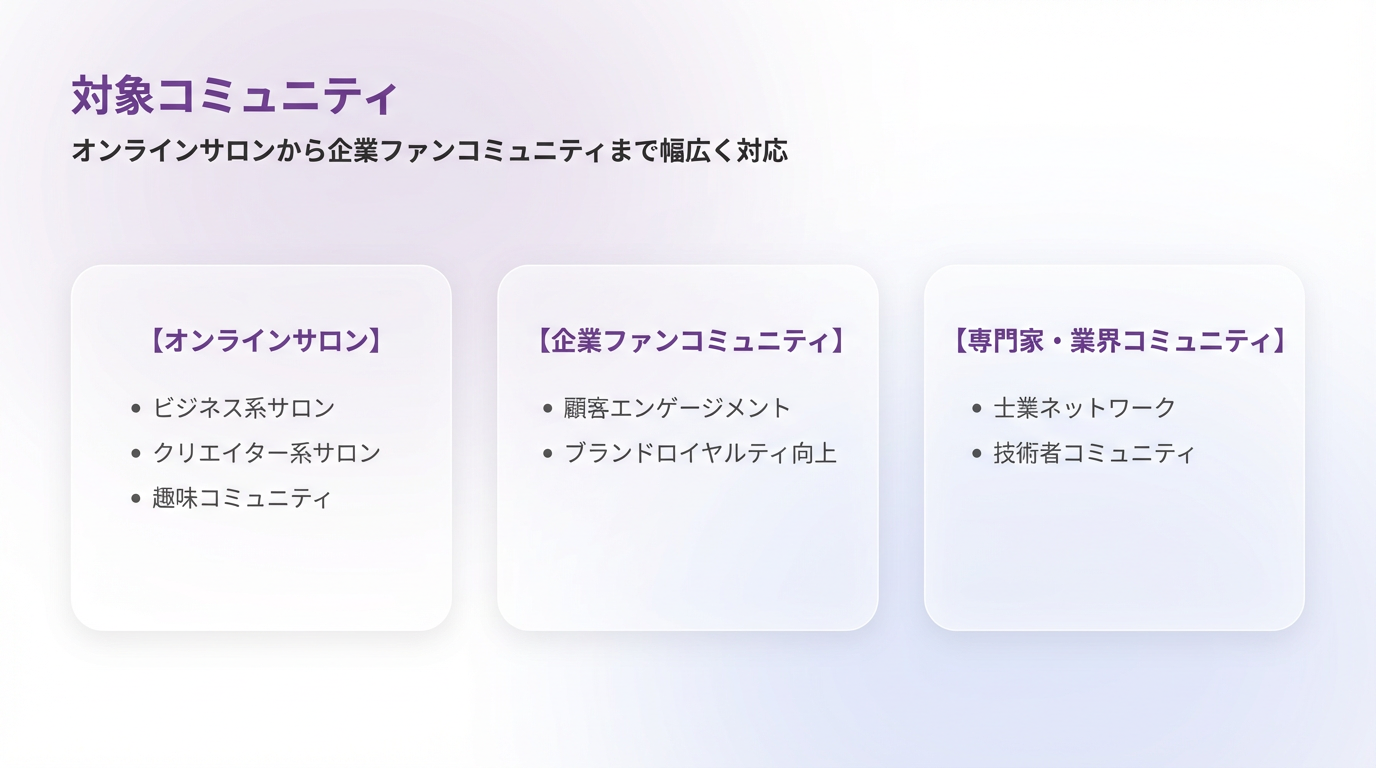 対象コミュニティ
オンラインサロンから企業ファンコミュニティまで幅広く対応
【オンラインサロン】
• ビジネス系サロン
• クリエイター系サロン
• 趣味コミュニティ
【企業ファンコミュニティ】
• 顧客エンゲージメント
• ブランドロイヤルティ向上
【専門家・業界コミュニティ】
• 士業ネットワーク
• 技術者コミュニティ